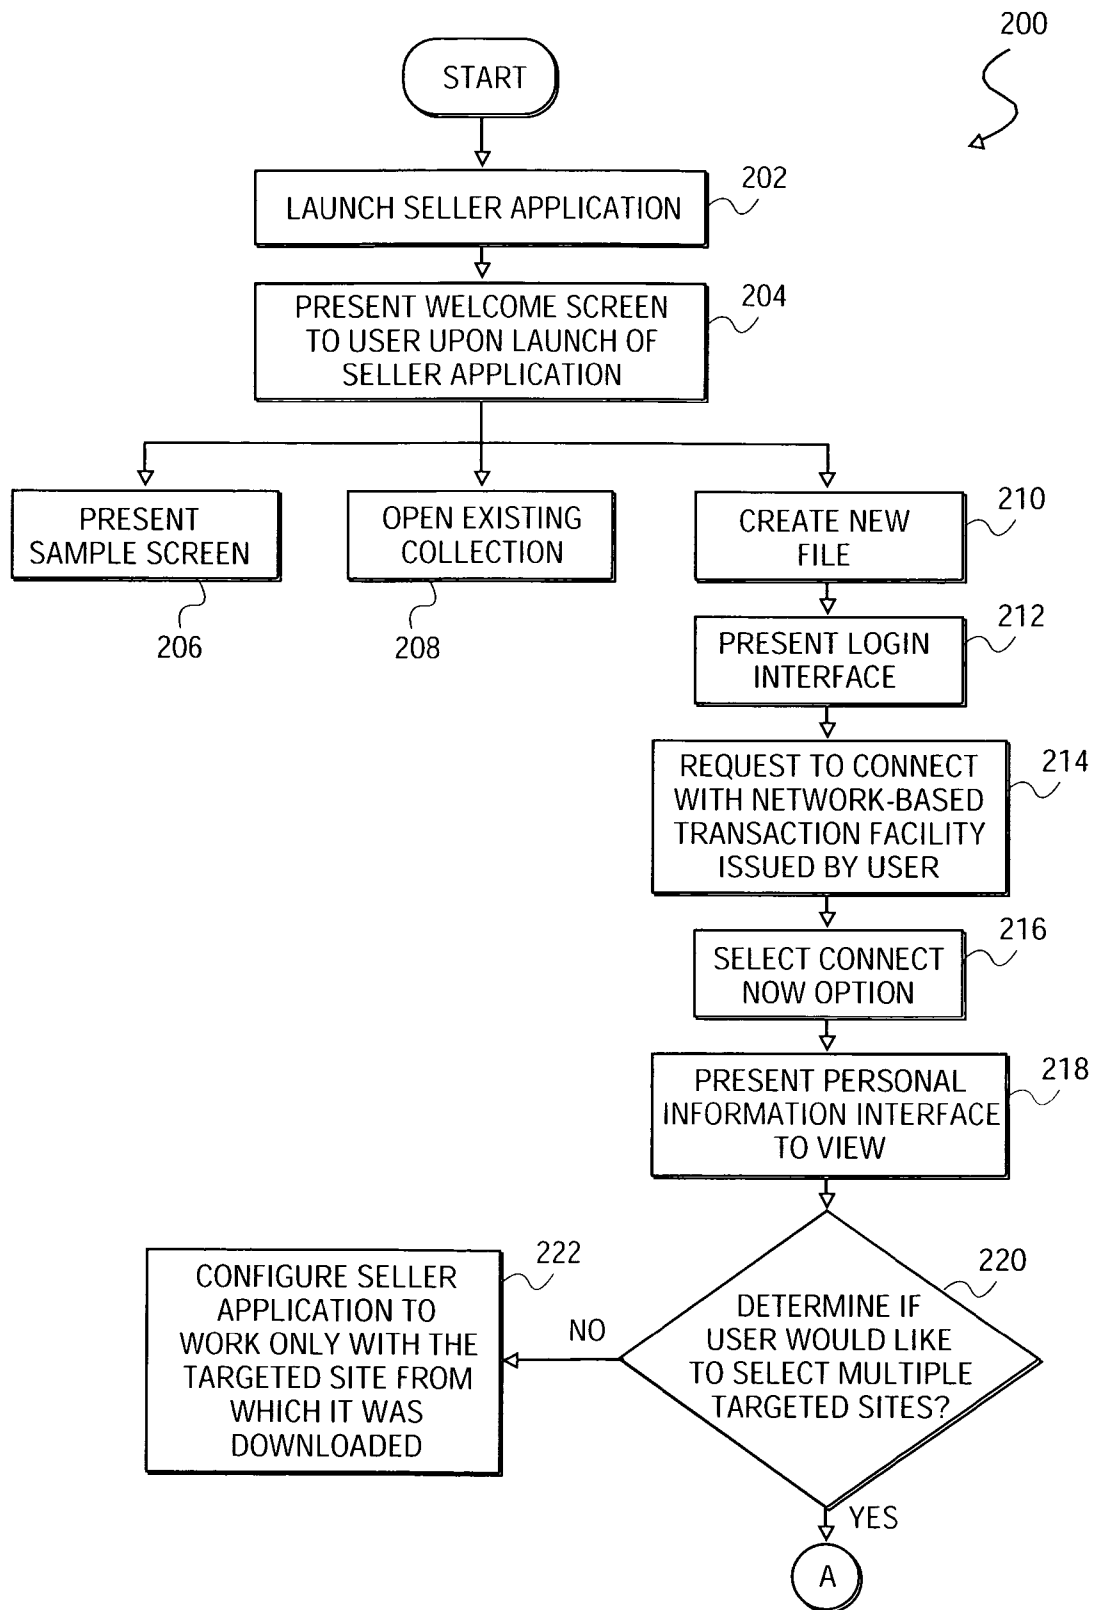 200
START
LAUNCH SELLER APPLICATION
202
PRESENT WELCOME SCREEN
TO USER UPON LAUNCH OF
SELLER APPLICATION
204
PRESENT
SAMPLE SCREEN
206
OPEN EXISTING
COLLECTION
208
CREATE NEW
FILE
210
PRESENT LOGIN
INTERFACE
212
REQUEST TO CONNECT
WITH NETWORK-BASED
TRANSACTION FACILITY
ISSUED BY USER
214
SELECT CONNECT
NOW OPTION
216
PRESENT PERSONAL
INFORMATION INTERFACE
TO VIEW
218
DETERMINE IF
USER WOULD LIKE
TO SELECT MULTIPLE
TARGETED SITES?
220
NO
CONFIGURE SELLER
APPLICATION TO
WORK ONLY WITH THE
TARGETED SITE FROM
WHICH IT WAS
DOWNLOADED
222
YES
A